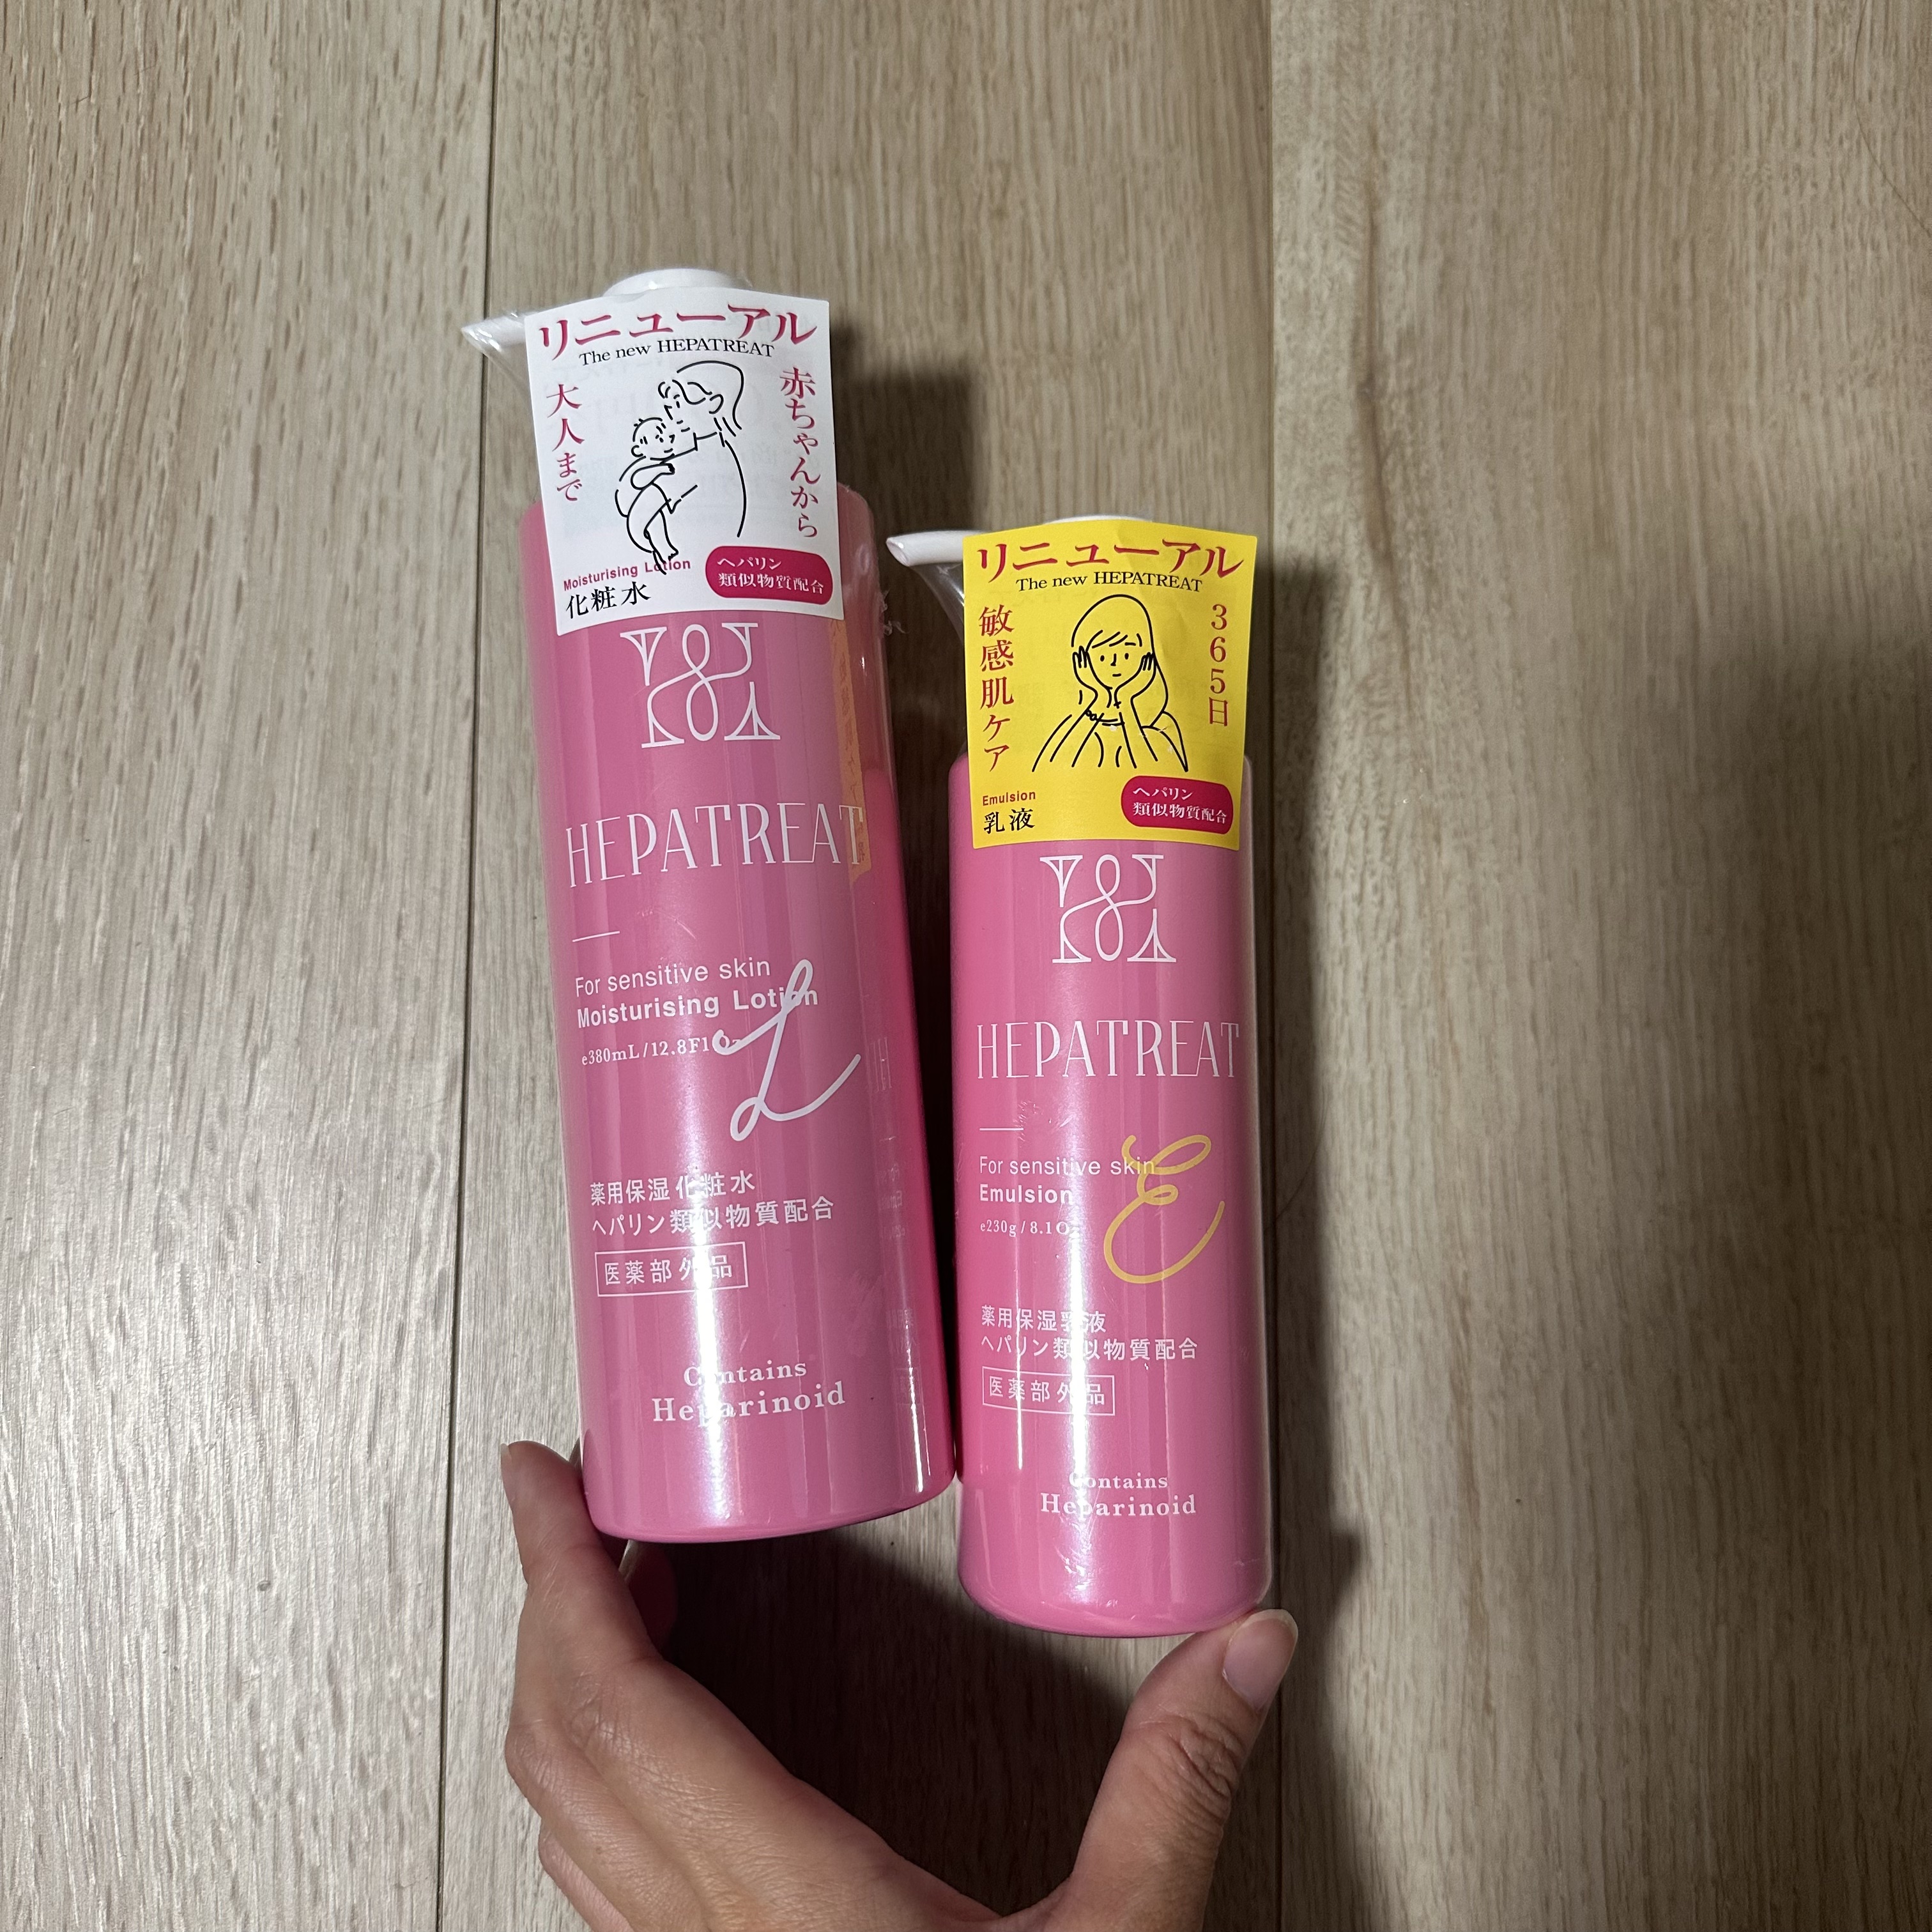 リニューアル
The new HEPATREAT
赤ちゃんから
大人まで
Moisturising Lotion
化粧水
ヘパリン
類似物質配合
HEPATREAT
For sensitive skin
Moisturising Lotion
e380mL/12.8Fl Oz
L
薬用保湿化粧水
ヘパリン類似物質配合
医薬部外品
Contains
Heparinoid
リニューアル
The new HEPATREAT
365日
敏感肌ケア
Emulsion
乳液
ヘパリン
類似物質配合
HEPATREAT
For sensitive skin
Emulsion
e230g/8.1Oz
E
薬用保湿乳液
ヘパリン類似物質配合
医薬部外品
Contains
Heparinoid